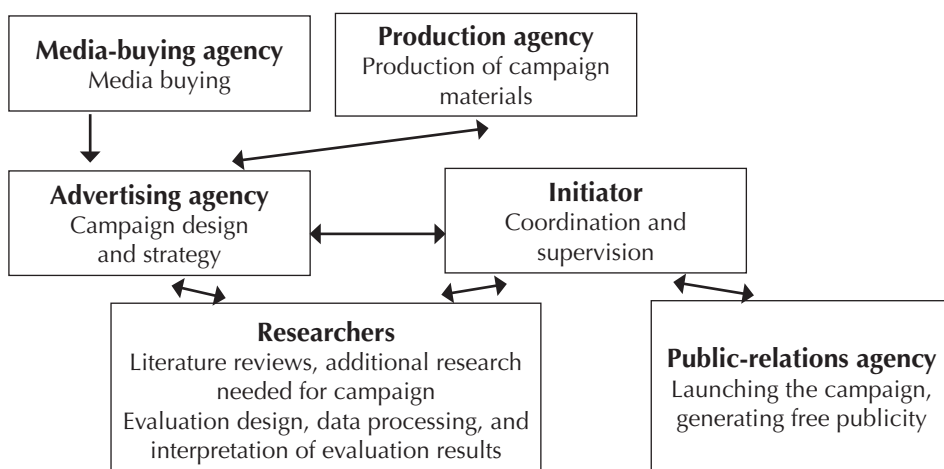 Media-buying agency
Media buying
Production agency
Production of campaign
materials
Advertising agency
Campaign design
and strategy
Initiator
Coordination and
supervision
Researchers
Literature reviews, additional research
needed for campaign
Evaluation design, data processing, and
interpretation of evaluation results
Public-relations agency
Launching the campaign,
generating free publicity